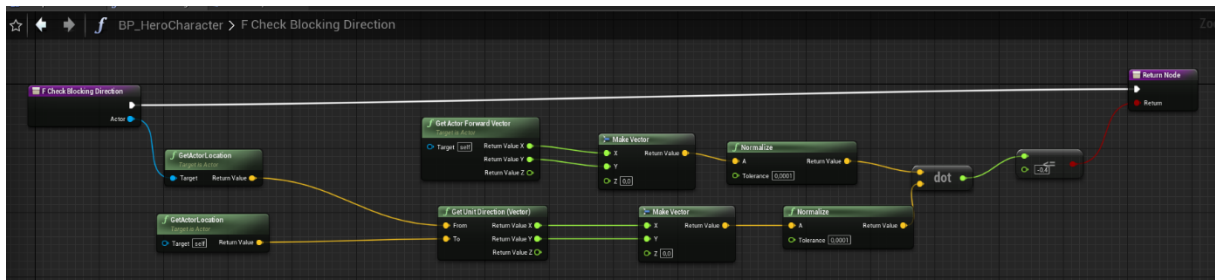 BP_HeroCharacter > F Check Blocking Direction
Zoo
F Check Blocking Direction
Actor
GetActorLocation
Target is Actor
Target Return Value
GetActorLocation
Target is Actor
Target self Return Value
Get Actor Forward Vector
Target is Actor
Target self Return Value X
Return Value Y
Return Value Z
Get Unit Direction (Vector)
From Return Value X
To Return Value Y
Return Value Z
Make Vector
X Return Value
Y
Z 0,0
Make Vector
X Return Value
Y
Z 0,0
Normalize
A Return Value
Tolerance 0,0001
Normalize
A Return Value
Tolerance 0,0001
dot
<=
-0,4
Return Node
Return